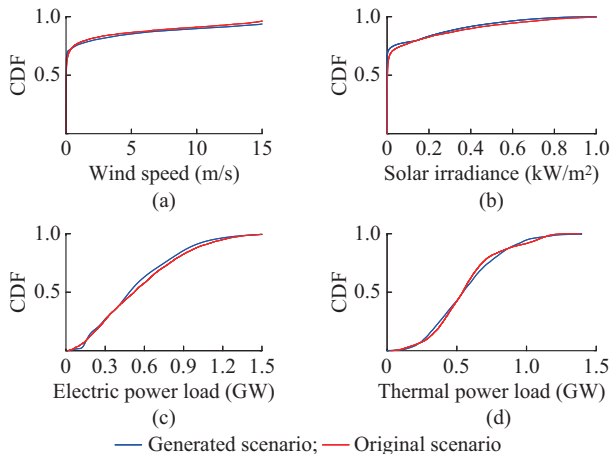 1.0
0.5
CDF
0
5
10
15
Wind speed (m/s)
(a)
1.0
0.5
CDF
0
0.2
0.4
0.6
0.8
1.0
Solar irradiance (kW/m²)
(b)
1.0
0.5
CDF
0
0.3
0.6
0.9
1.2
1.5
Electric power load (GW)
(c)
1.0
0.5
CDF
0
0.5
1.0
1.5
Thermal power load (GW)
(d)
Generated scenario; Original scenario